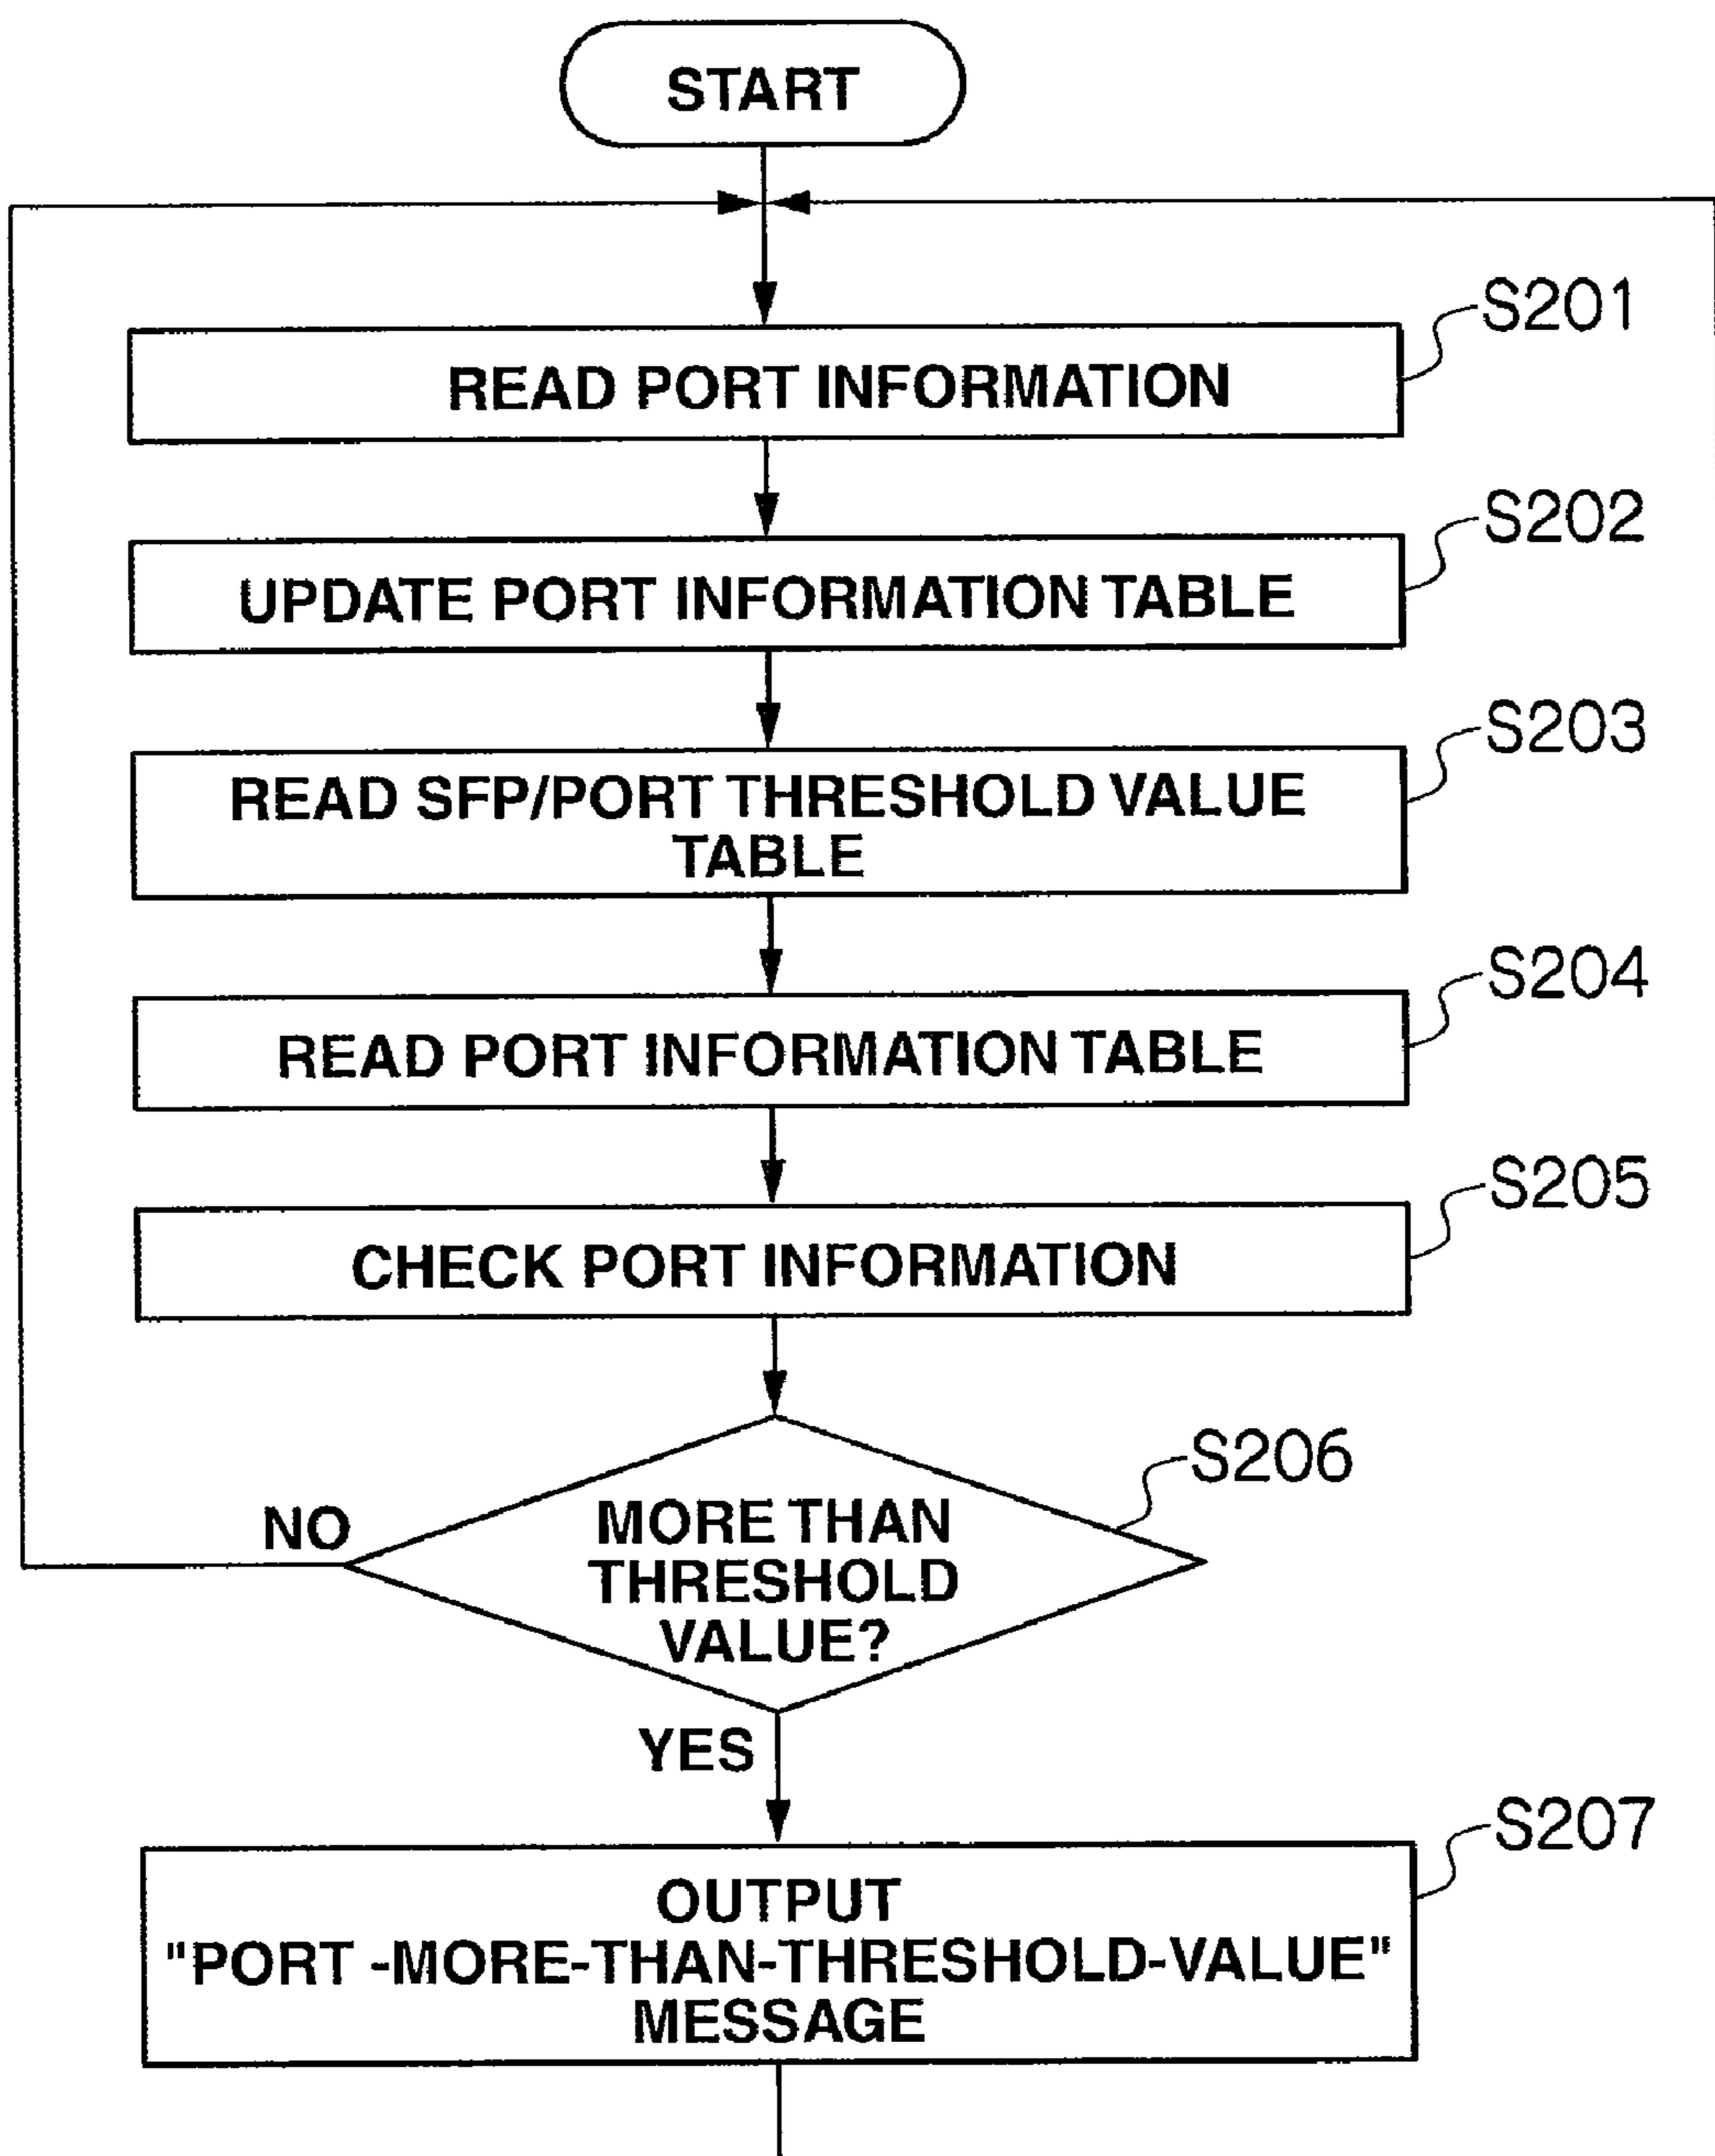 START
S201
READ PORT INFORMATION
S202
UPDATE PORT INFORMATION TABLE
S203
READ SFP/PORT THRESHOLD VALUE
TABLE
S204
READ PORT INFORMATION TABLE
S205
CHECK PORT INFORMATION
S206
NO
MORE THAN
THRESHOLD
VALUE?
YES
S207
OUTPUT
"PORT -MORE-THAN-THRESHOLD-VALUE"
MESSAGE